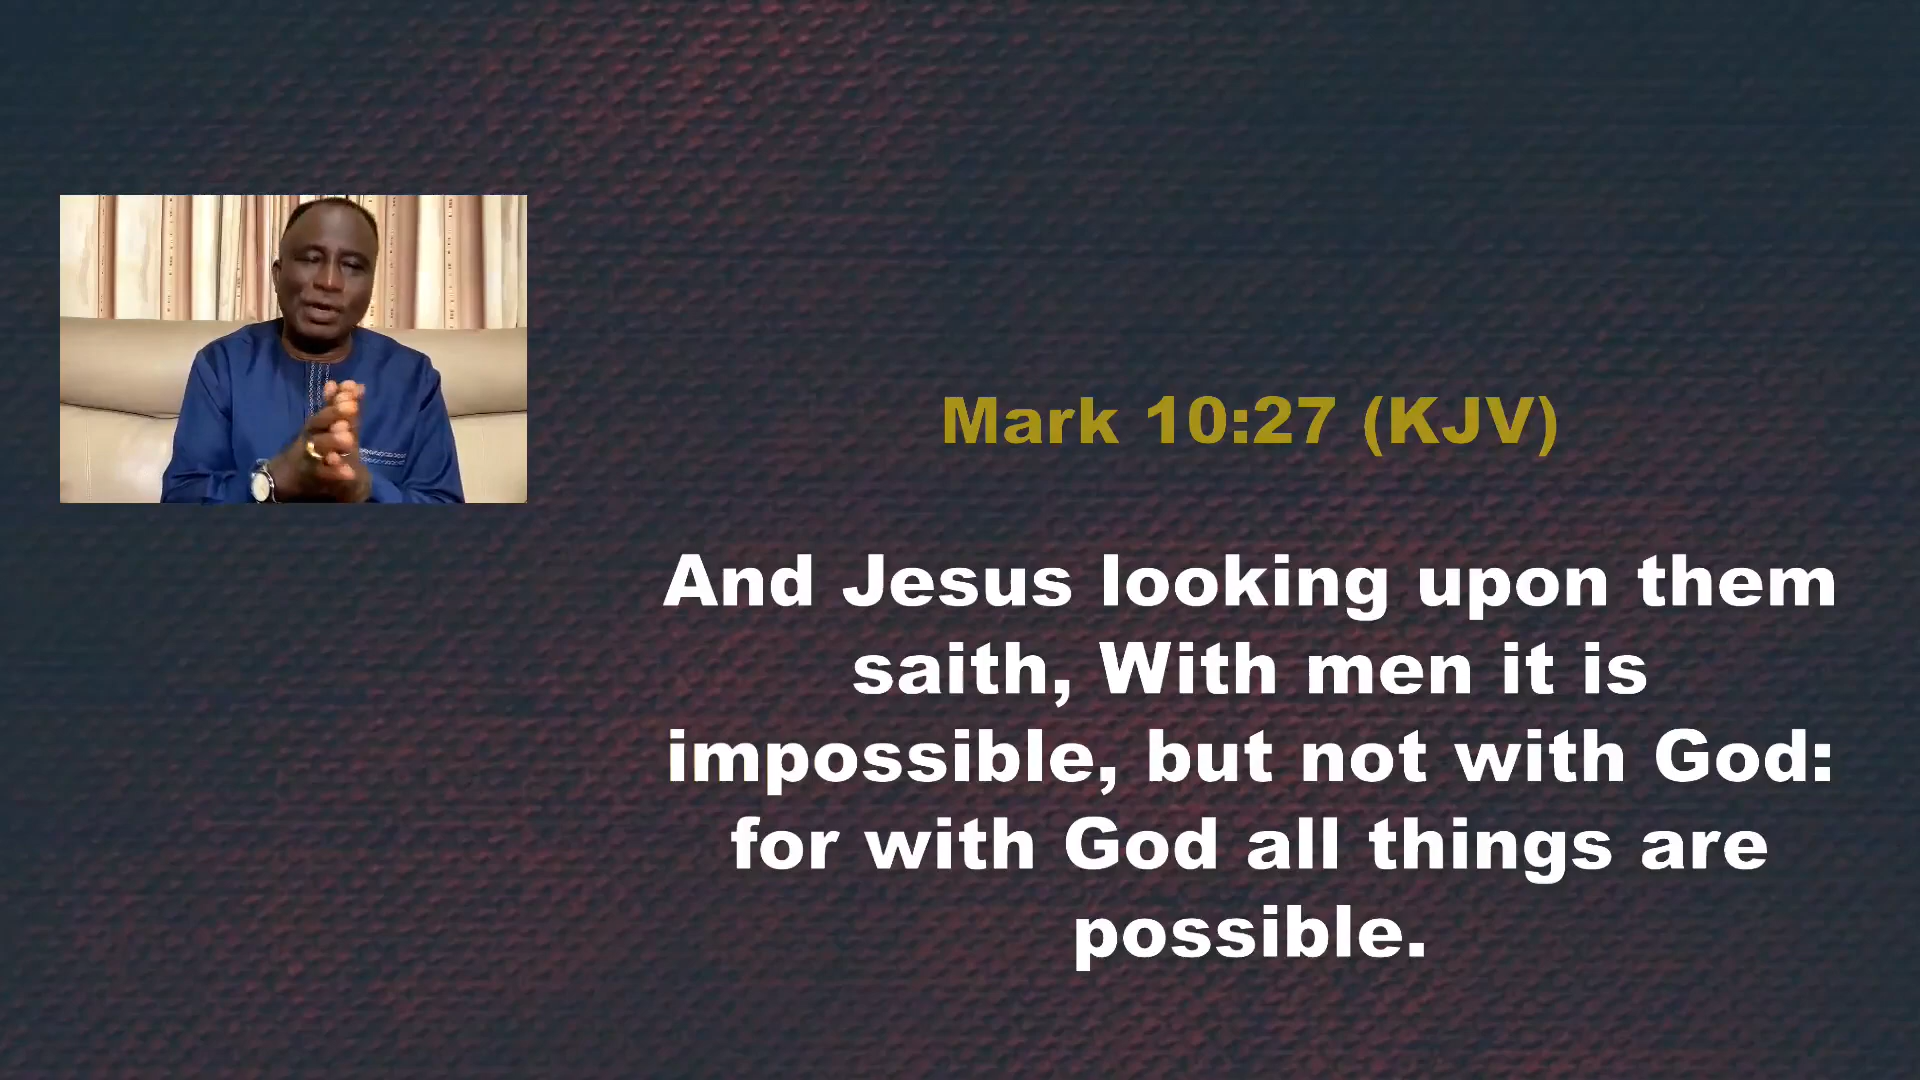 Mark 10:27 (KJV)
And Jesus looking upon them
saith, With men it is
impossible, but not with God:
for with God all things are
possible.